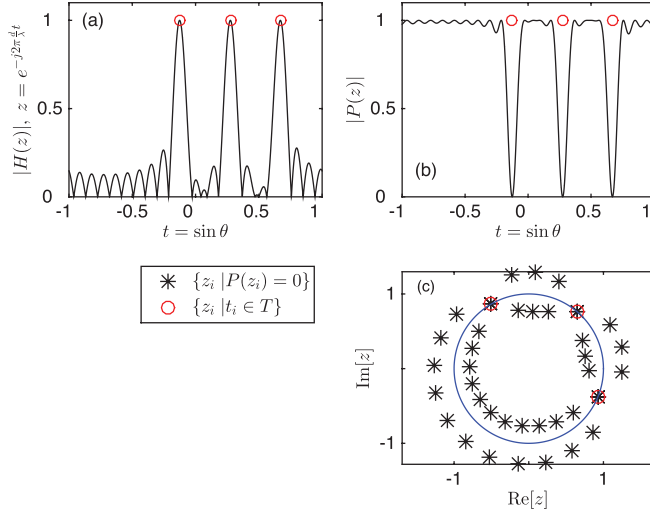 (a)
|H(z)|, z = e^{-j2π\frac{d}{λ}t}
1
0.5
0
-1 -0.5 0 0.5 1
t = sin θ
(b)
|P(z)|
1
0.5
0
-1 -0.5 0 0.5 1
t = sin θ
{z_i |P(z_i) = 0}
{z_i |t_i ∈ T}
(c)
Im[z]
1
-1
-1 1
Re[z]